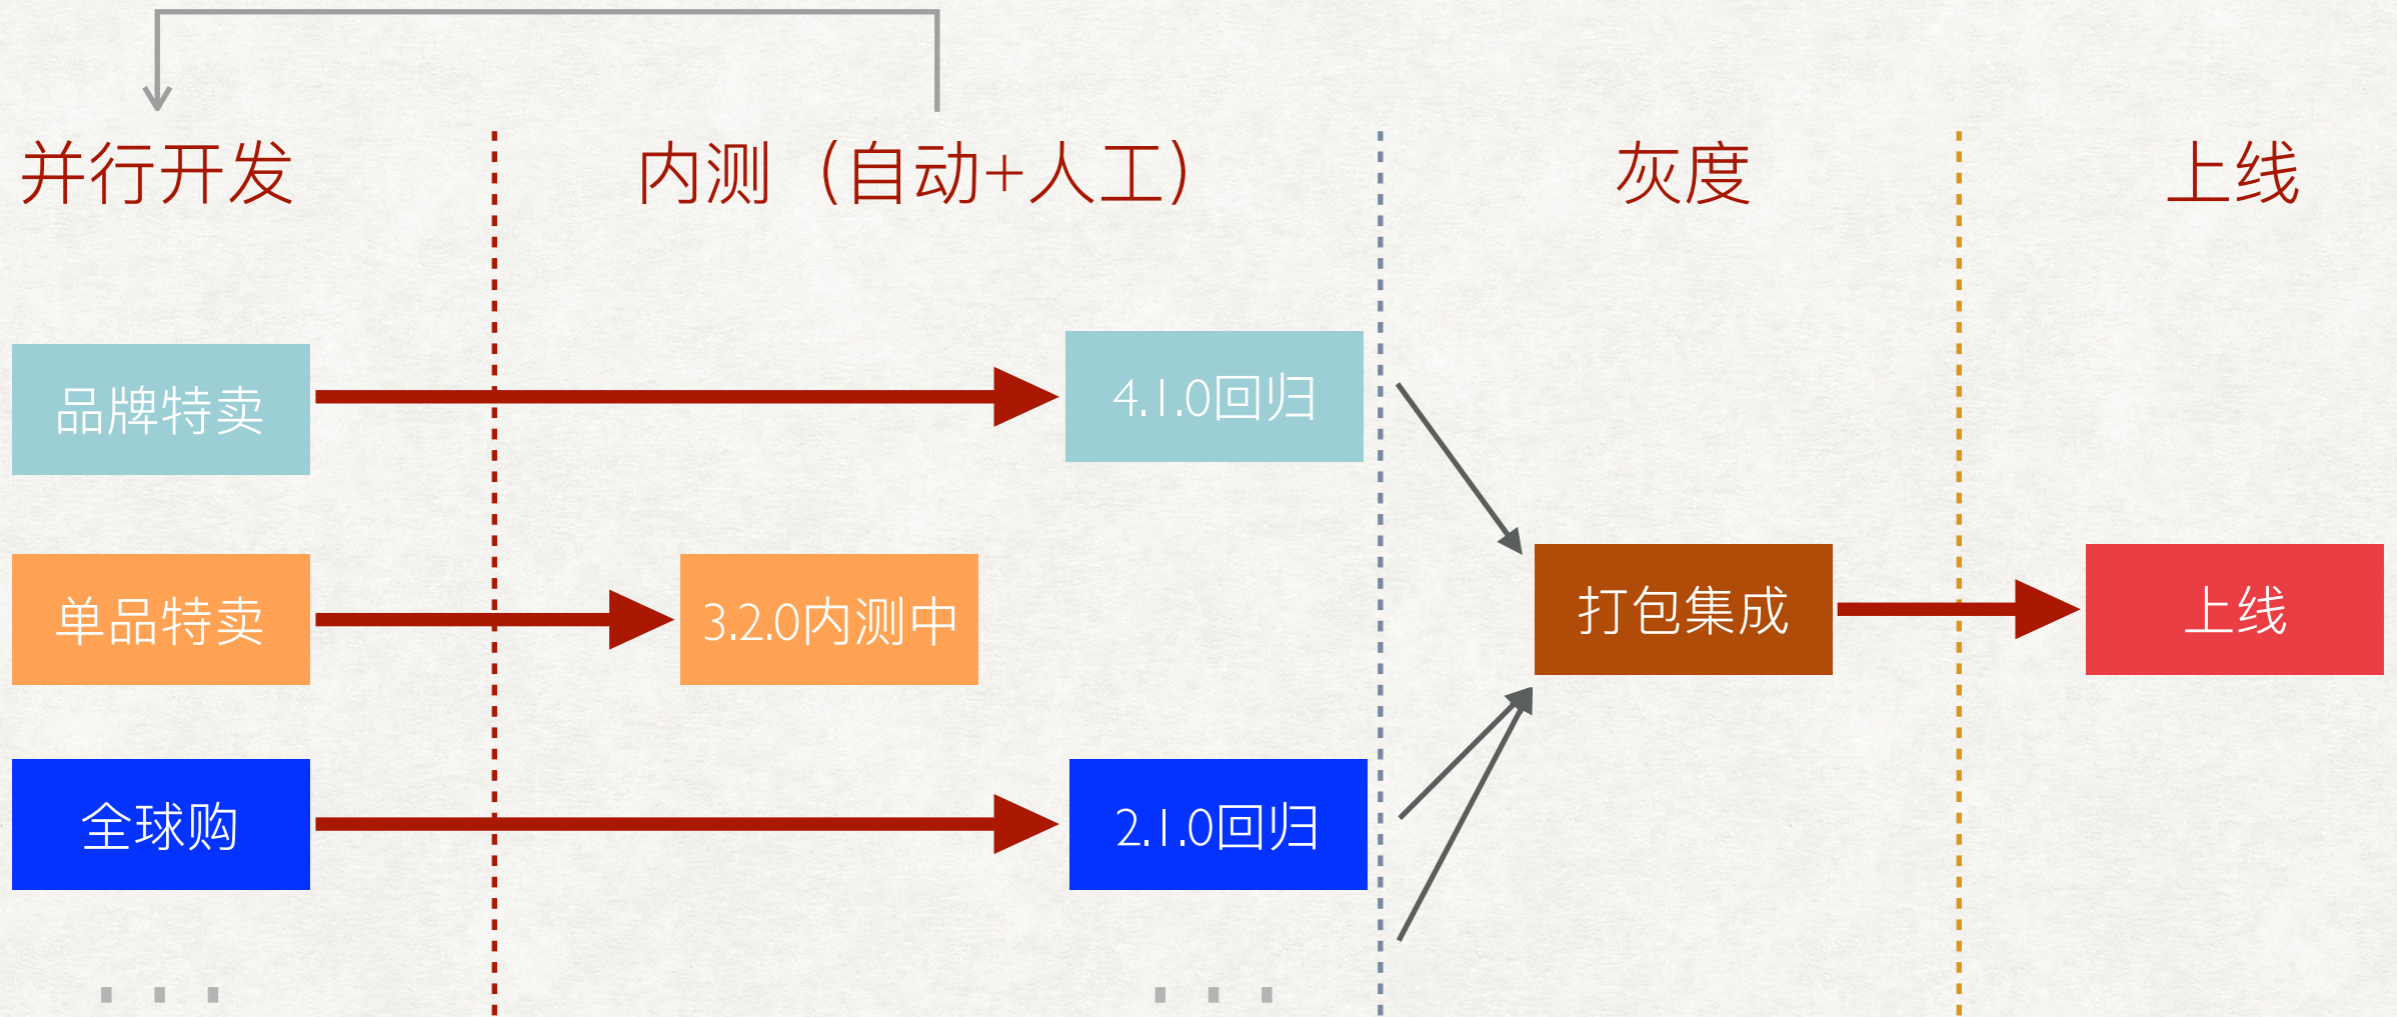 并行开发
内测（自动+人工）
灰度
上线
品牌特卖
4.1.0回归
单品特卖
3.2.0内测中
打包集成
上线
全球购
2.1.0回归
...
...